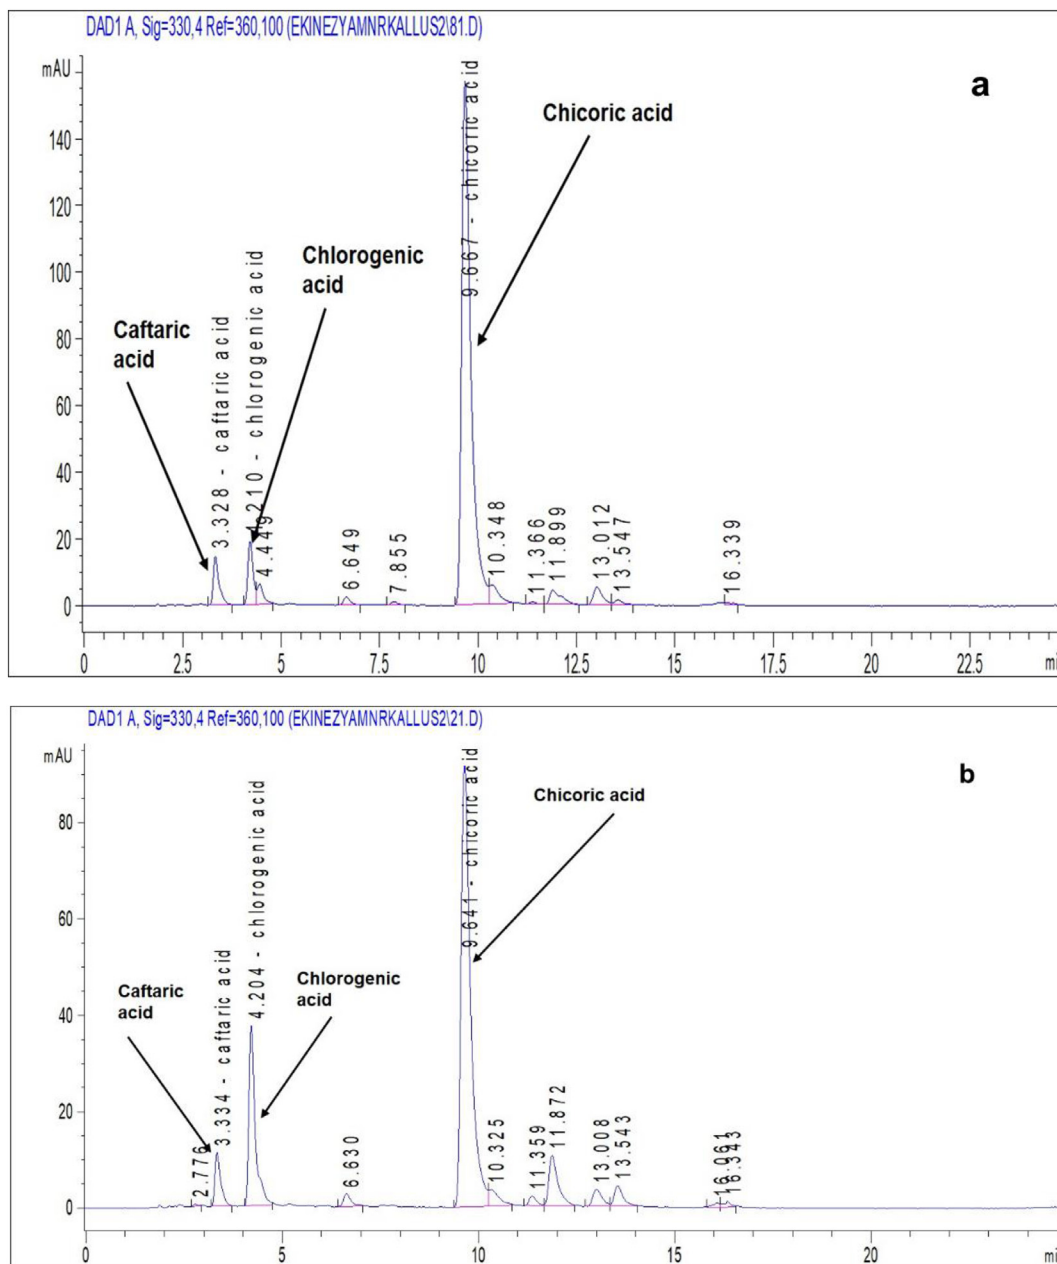 DAD1 A, Sig=330,4 Ref=360,100 (EKINEZYAMNRKALLUS2\81.D)
mAU
a
Chicoric acid
Chlorogenic
acid
Caftaric
acid
3.328 - caftaric acid
4.210 - chlorogenic acid
4.449
6.649
7.855
9.667 - chicoric acid
10.348
11.366
11.899
13.012
13.547
16.339
140
120
100
80
60
40
20
0
0
2.5
5
7.5
10
12.5
15
17.5
20
22.5
mi
DAD1 A, Sig=330,4 Ref=360,100 (EKINEZYAMNRKALLUS2\21.D)
mAU
b
Chicoric acid
Caftaric
acid
Chlorogenic
acid
2.776
3.334 - caftaric acid
4.204 - chlorogenic acid
6.630
9.641 - chicoric acid
10.325
11.359
11.872
13.008
13.543
16.061
16.343
80
60
40
20
0
0
5
10
15
20
mi